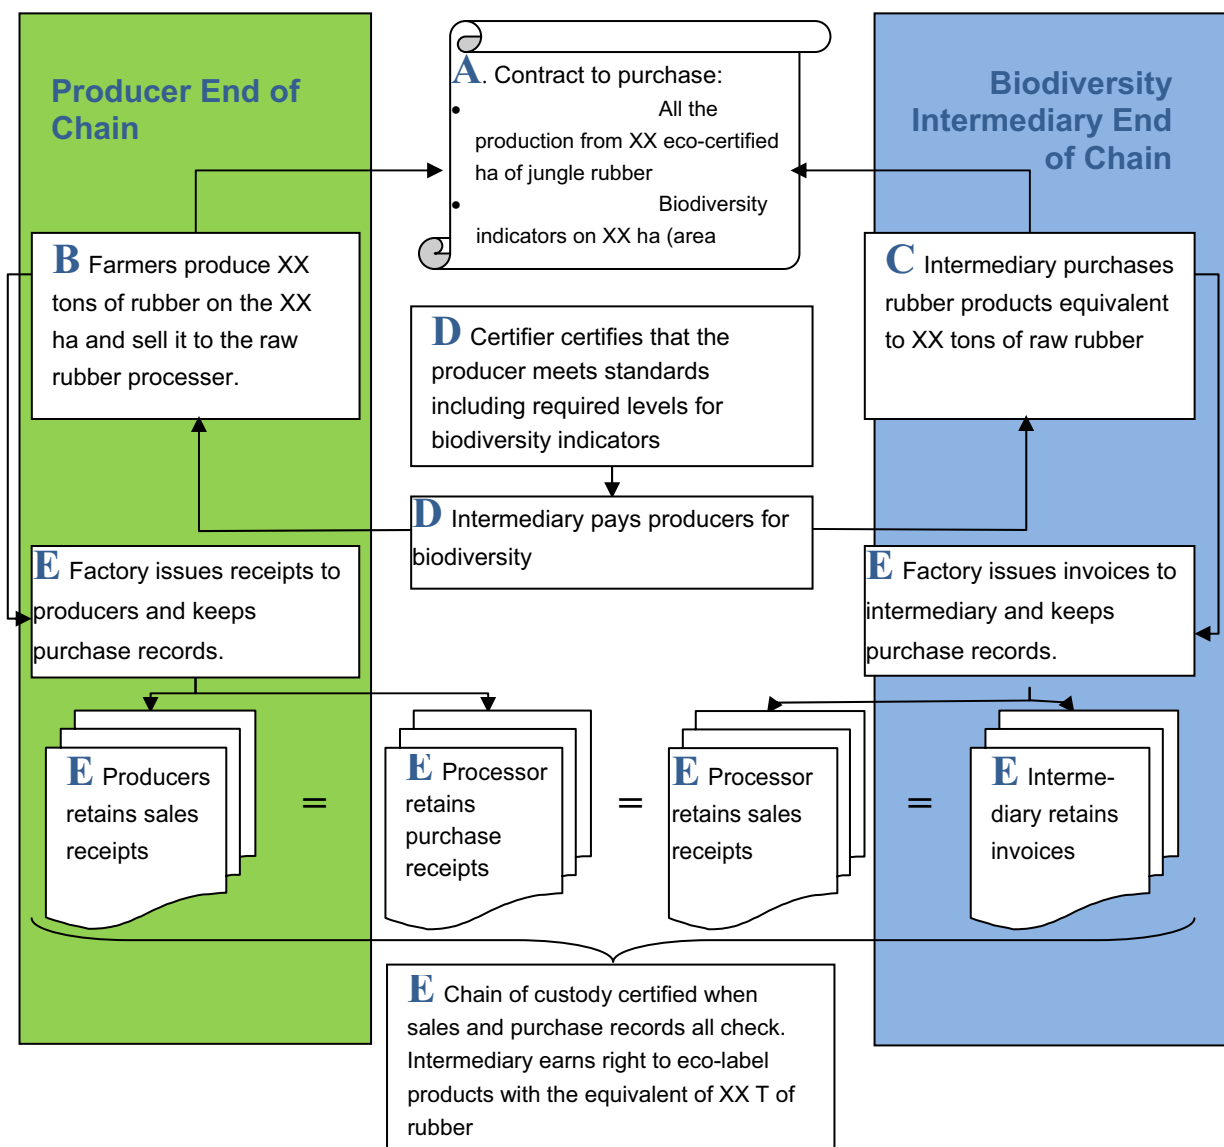 Producer End of
Chain
A. Contract to purchase:
• All the
production from XX eco-certified
ha of jungle rubber
• Biodiversity
indicators on XX ha (area
Biodiversity
Intermediary End
of Chain
B Farmers produce XX
tons of rubber on the XX
ha and sell it to the raw
rubber processer.
C Intermediary purchases
rubber products equivalent
to XX tons of raw rubber
D Certifier certifies that the
producer meets standards
including required levels for
biodiversity indicators
D Intermediary pays producers for
biodiversity
E Factory issues receipts to
producers and keeps
purchase records.
E Factory issues invoices to
intermediary and keeps
purchase records.
E Producers
retains sales
receipts
=
E Processor
retains
purchase
receipts
=
E Processor
retains sales
receipts
=
E Interme-
diary retains
invoices
E Chain of custody certified when
sales and purchase records all check.
Intermediary earns right to eco-label
products with the equivalent of XX T of
rubber